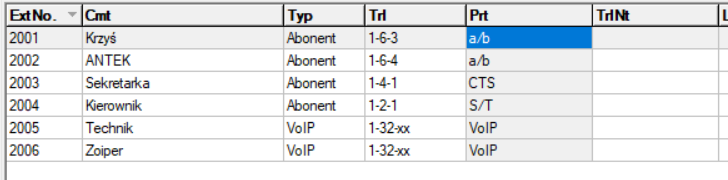 ExtNo. Cmt Typ Trl Prt TrlNt L
2001 Krzyś Abonent 1-6-3 a/b
2002 ANTEK Abonent 1-6-4 a/b
2003 Sekretarka Abonent 1-4-1 CTS
2004 Kierownik Abonent 1-2-1 S/T
2005 Technik VoIP 1-32-xx VoIP
2006 Zoiper VoIP 1-32-xx VoIP